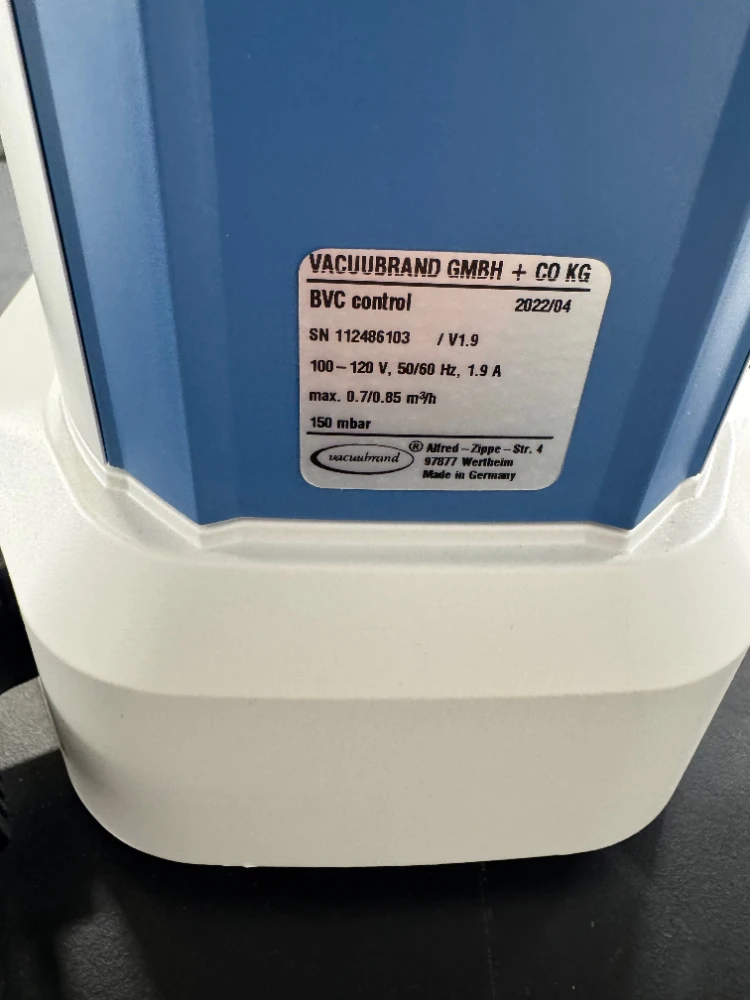 VACUUBRAND GMBH + CO KG
BVC control 2022/04
SN 112486103 / V1.9
100-120 V, 50/60 Hz, 1.9 A
max. 0.7/0.85 m³/h
150 mbar
vacuubrand ® Alfred-Zippe-Str. 4
97877 Wertheim
Made in Germany